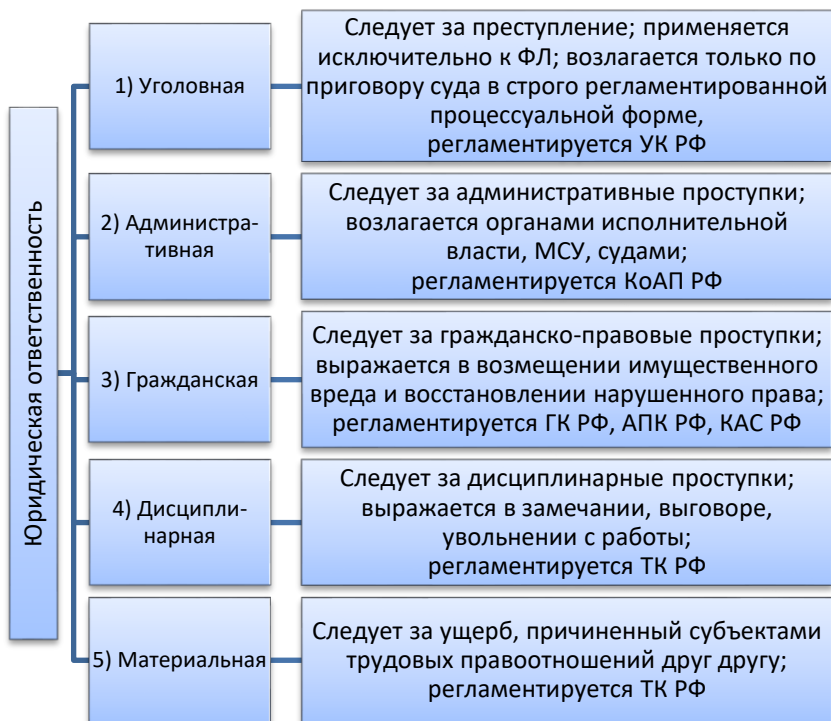 Юридическая ответственность
1) Уголовная
Следует за преступление; применяется
исключительно к ФЛ; возлагается только по
приговору суда в строго регламентированной
процессуальной форме,
регламентируется УК РФ
2) Администра-
тивная
Следует за административные проступки;
возлагается органами исполнительной
власти, МСУ, судами;
регламентируется КоАП РФ
3) Гражданская
Следует за гражданско-правовые проступки;
выражается в возмещении имущественного
вреда и восстановлении нарушенного права;
регламентируется ГК РФ, АПК РФ, КАС РФ
4) Дисципли-
нарная
Следует за дисциплинарные проступки;
выражается в замечании, выговоре,
увольнении с работы;
регламентируется ТК РФ
5) Материальная
Следует за ущерб, причиненный субъектами
трудовых правоотношений друг другу;
регламентируется ТК РФ